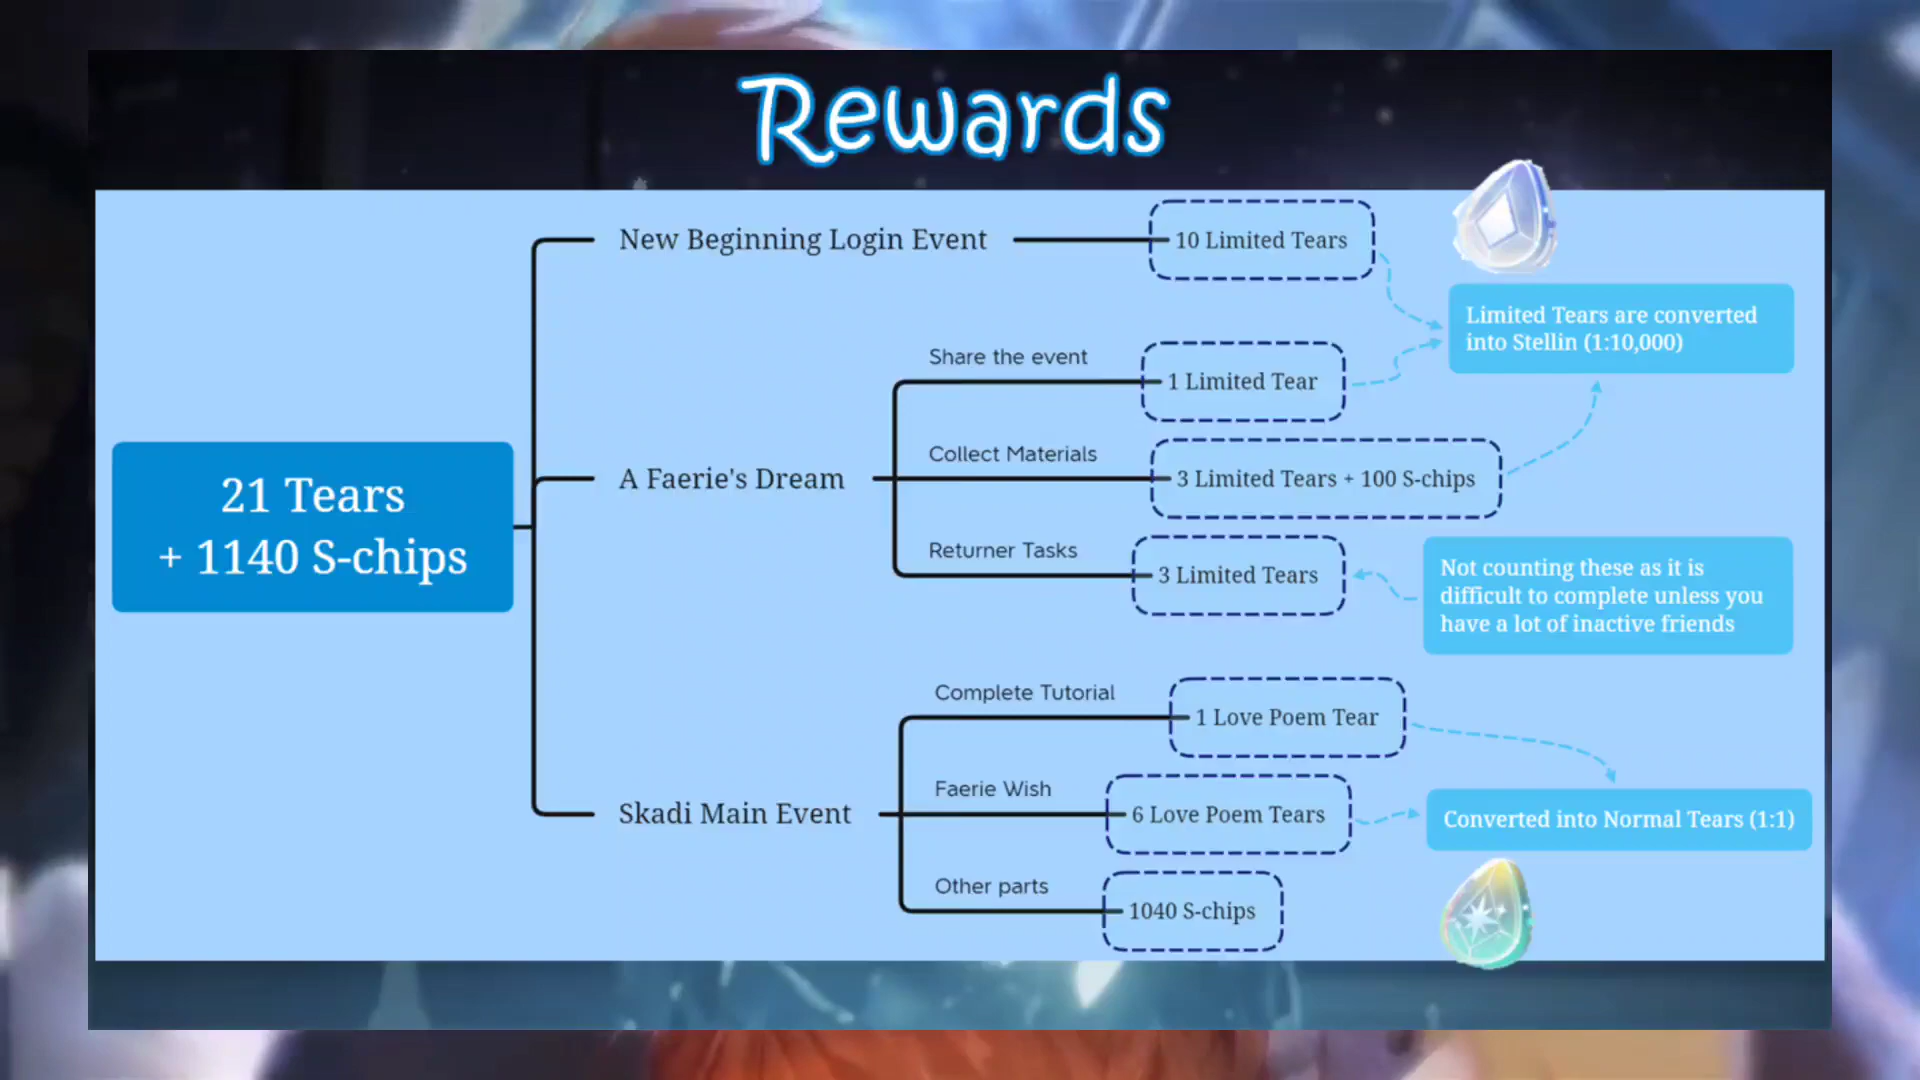 Rewards
New Beginning Login Event
10 Limited Tears
Limited Tears are converted
into Stellin (1:10,000)
Share the event
1 Limited Tear
Collect Materials
A Faerie's Dream
3 Limited Tears + 100 S-chips
21 Tears
+ 1140 S-chips
Returner Tasks
3 Limited Tears
Not counting these as it is
difficult to complete unless you
have a lot of inactive friends
Complete Tutorial
1 Love Poem Tear
Faerie Wish
Skadi Main Event
6 Love Poem Tears
Converted into Normal Tears (1:1)
Other parts
1040 S-chips